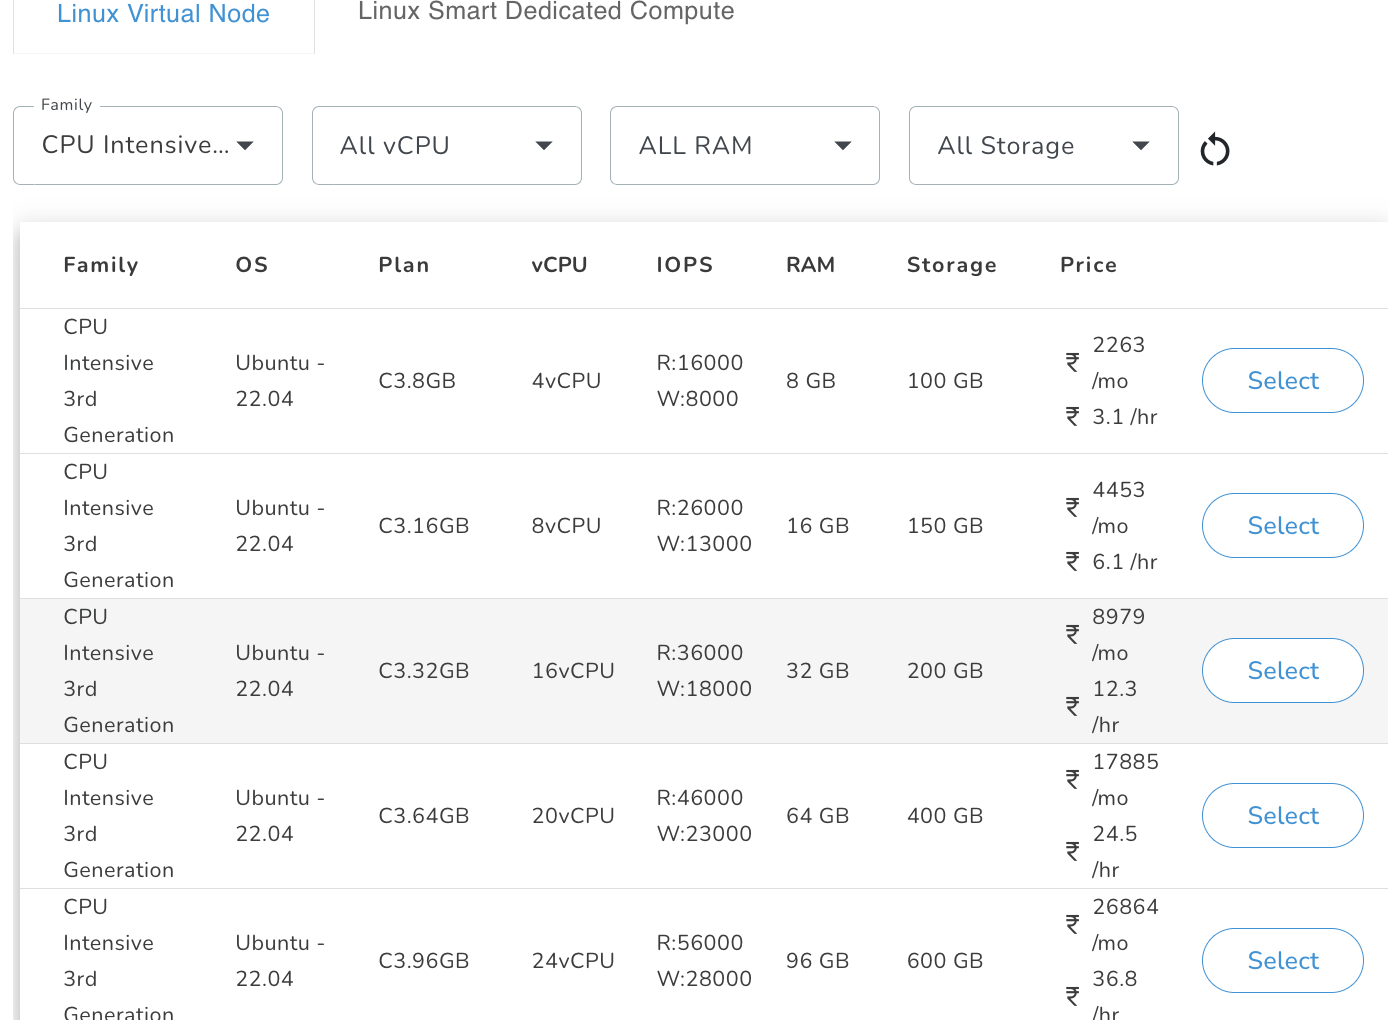 Linux Virtual Node
Linux Smart Dedicated Compute
Family
CPU Intensive...
All vCPU
ALL RAM
All Storage
Family OS Plan vCPU IOPS RAM Storage Price
CPU
Intensive
3rd
Generation
Ubuntu -
22.04
C3.8GB
4vCPU
R:16000
W:8000
8 GB
100 GB
₹ 2263
/mo
₹ 3.1 /hr
Select
CPU
Intensive
3rd
Generation
Ubuntu -
22.04
C3.16GB
8vCPU
R:26000
W:13000
16 GB
150 GB
₹ 4453
/mo
₹ 6.1 /hr
Select
CPU
Intensive
3rd
Generation
Ubuntu -
22.04
C3.32GB
16vCPU
R:36000
W:18000
32 GB
200 GB
₹ 8979
/mo
₹ 12.3
/hr
Select
CPU
Intensive
3rd
Generation
Ubuntu -
22.04
C3.64GB
20vCPU
R:46000
W:23000
64 GB
400 GB
₹ 17885
/mo
₹ 24.5
/hr
Select
CPU
Intensive
3rd
Generation
Ubuntu -
22.04
C3.96GB
24vCPU
R:56000
W:28000
96 GB
600 GB
₹ 26864
/mo
₹ 36.8
/hr
Select